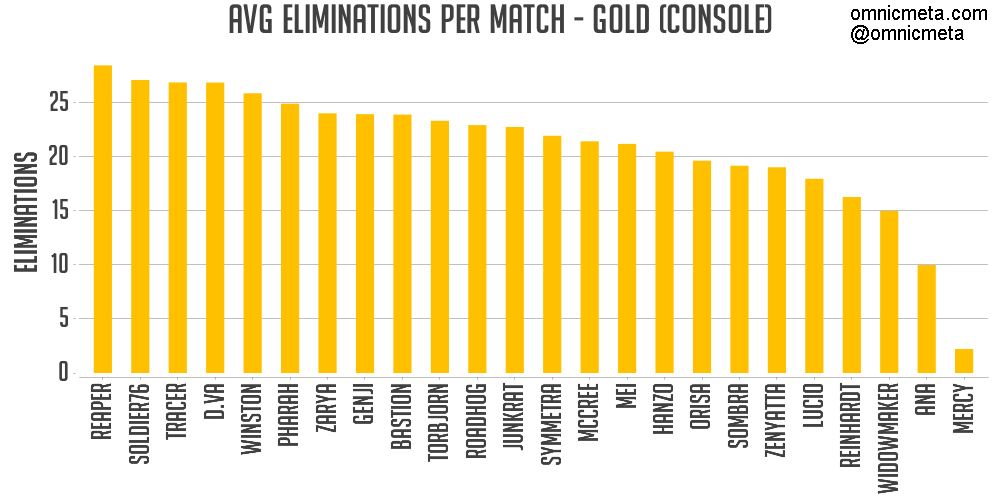 AVG ELIMINATIONS PER MATCH - GOLD (CONSOLE)
omnicmeta.com
@omnicmeta
ELIMINATIONS
25
20
15
10
5
0
REAPER
SOLDIER76
TRACER
D.VA
WINSTON
PHARAH
ZARYA
GENJI
BASTION
TORBJORN
ROADHOG
JUNKRAT
SYMMETRA
MCCREE
MEI
HANZO
ORISA
SOMBRA
ZENYATTA
LUCIO
REINHARDT
WIDOWMAKER
ANA
MERCY